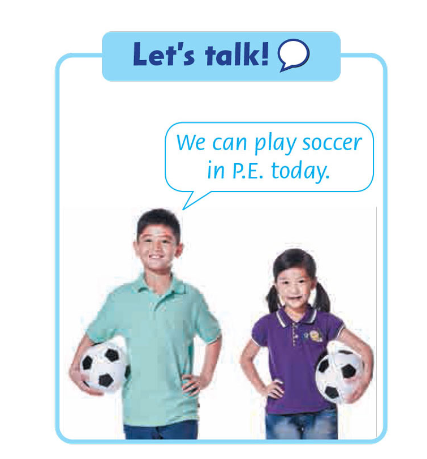 Let's talk!
We can play soccer
in P.E. today.